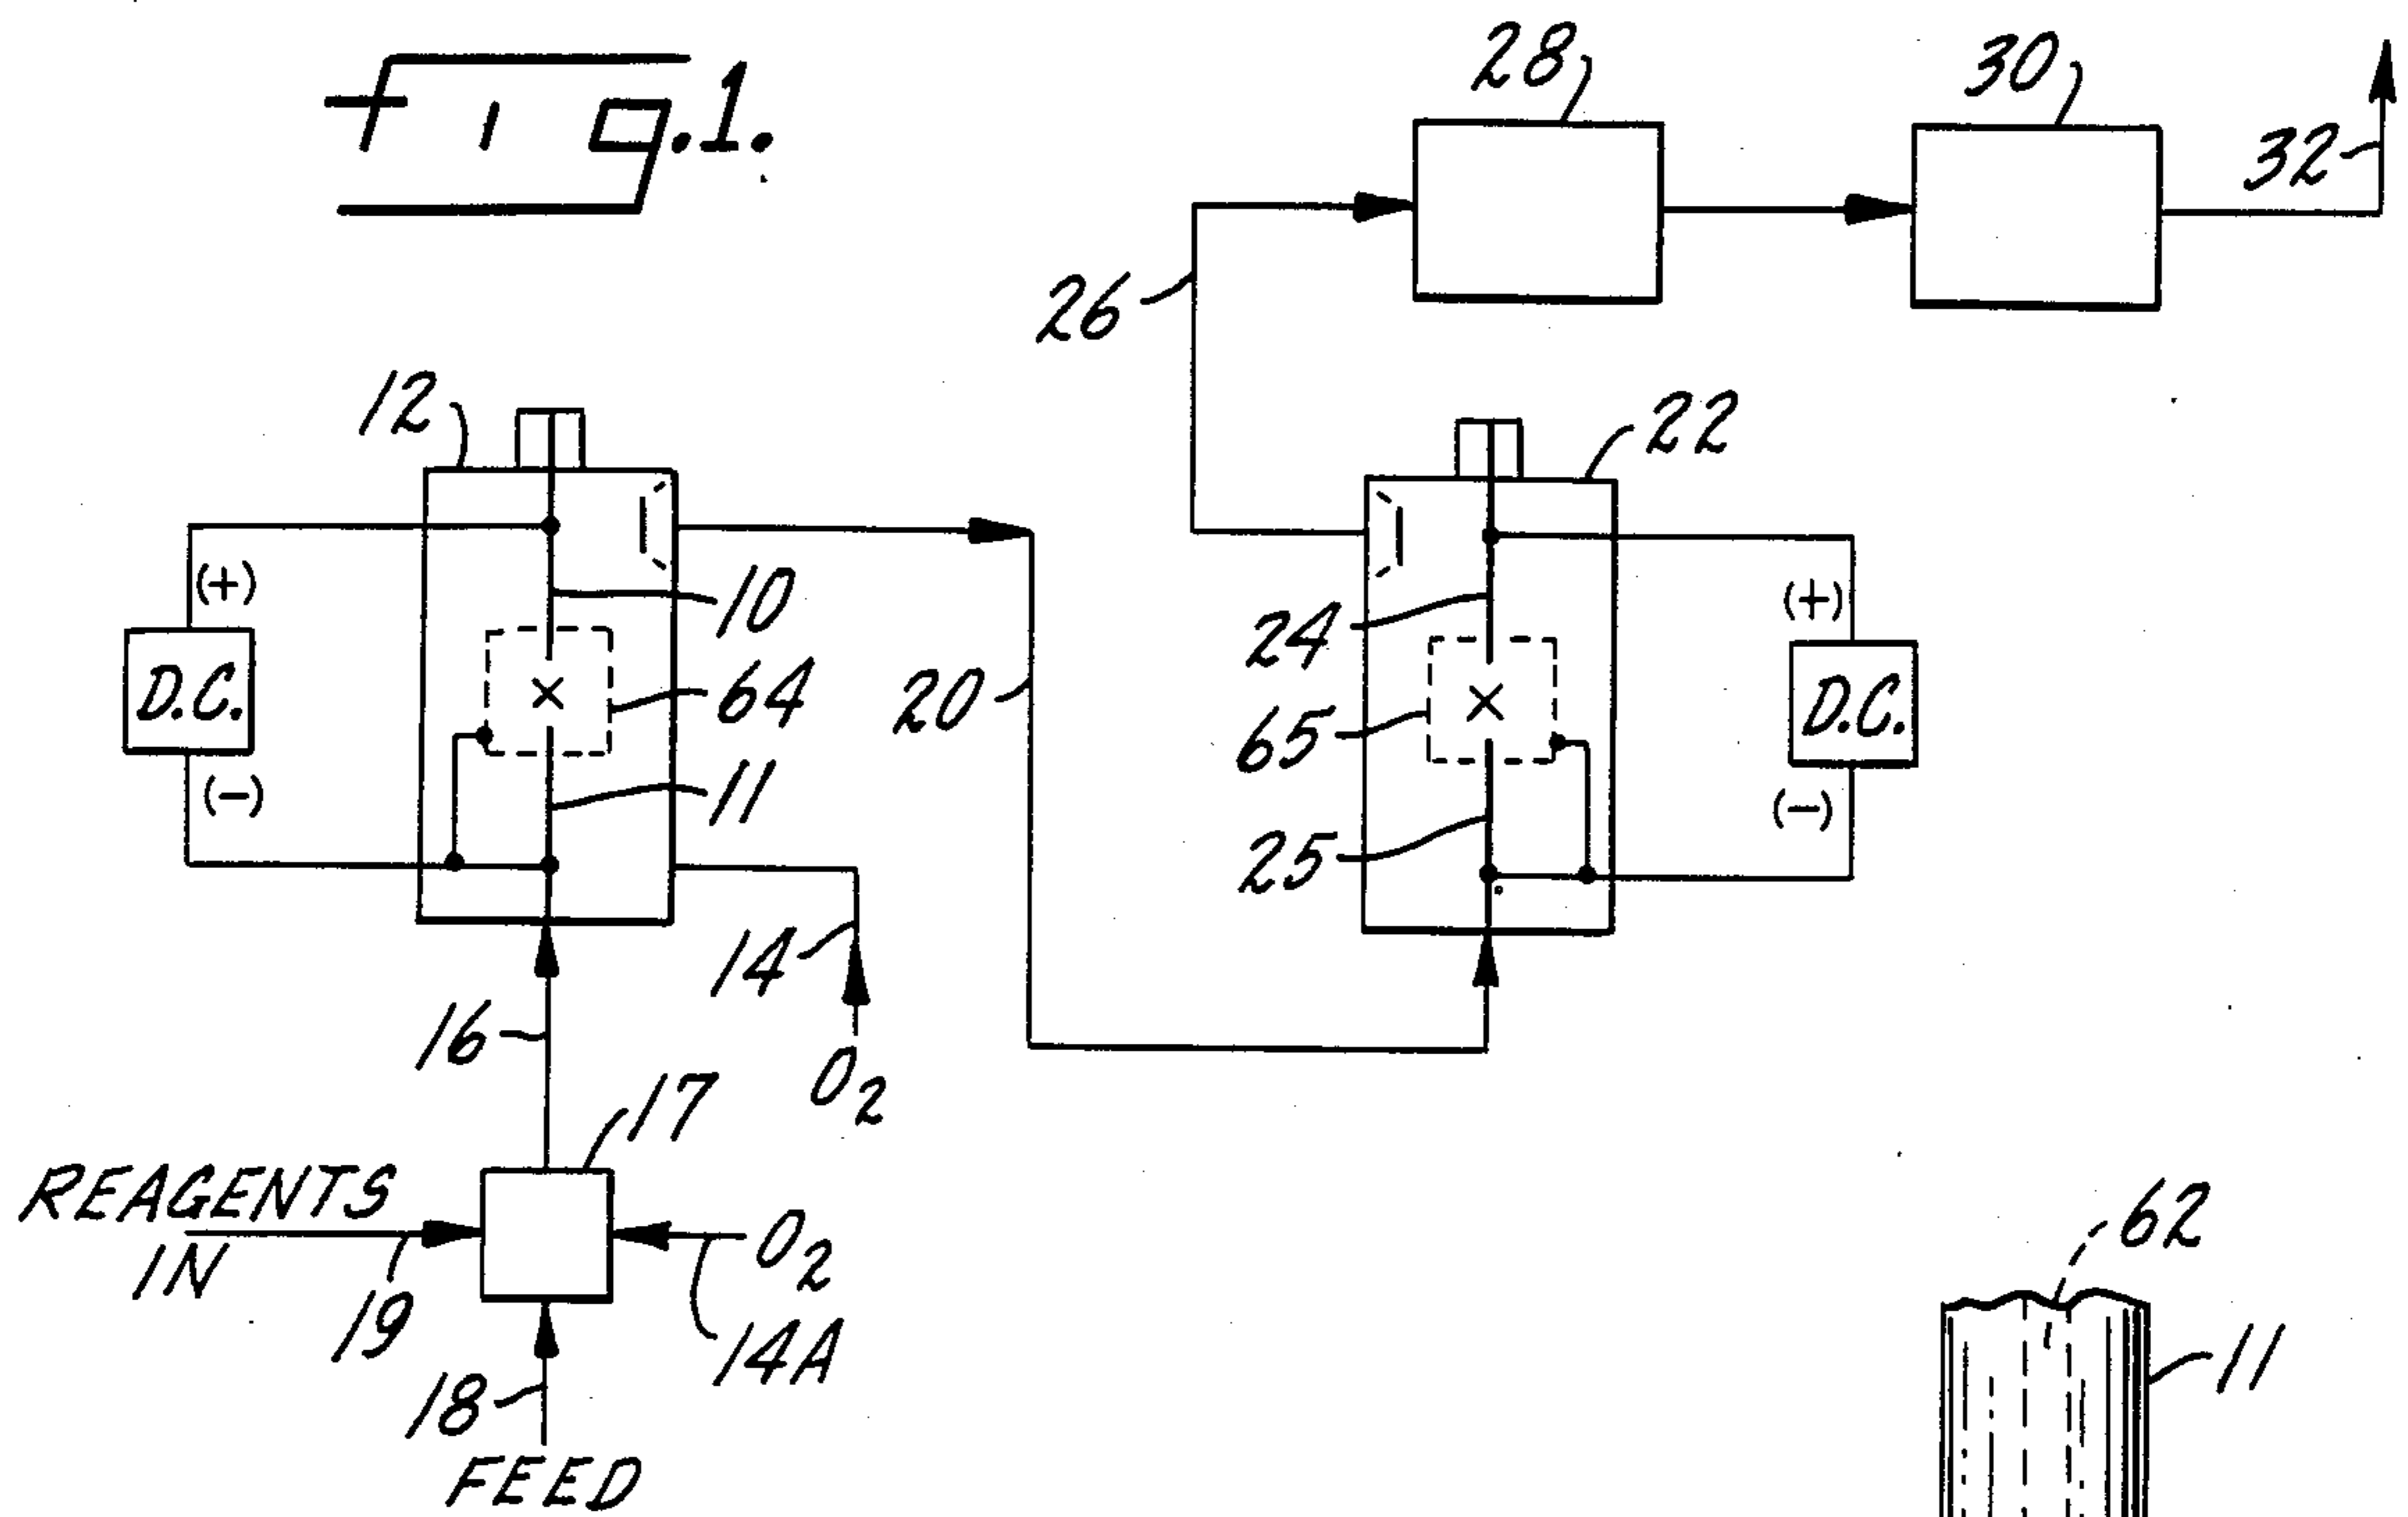 Fig.1.
28
30
32
26
12
22
(+)
10
(+)
24
D.C.
64
20
65
D.C.
(-)
11
(-)
25
14
16
O2
17
REAGENTS
IN
O2
62
19
14A
11
18
FEED